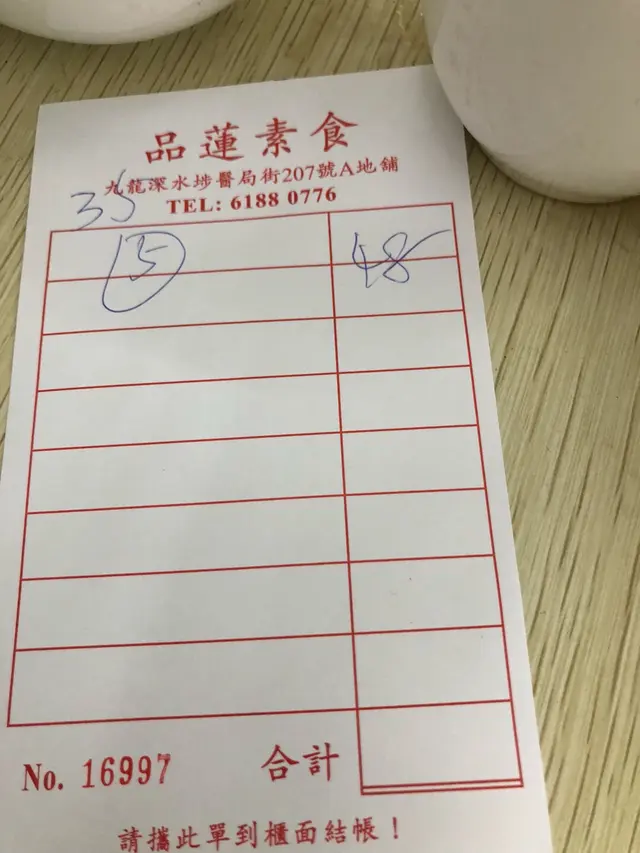 品蓮素食
九龍深水埗醫局街207號A地舖
TEL: 6188 0776
35
5
48
No. 16997 合計
請攜此單到櫃面結帳！